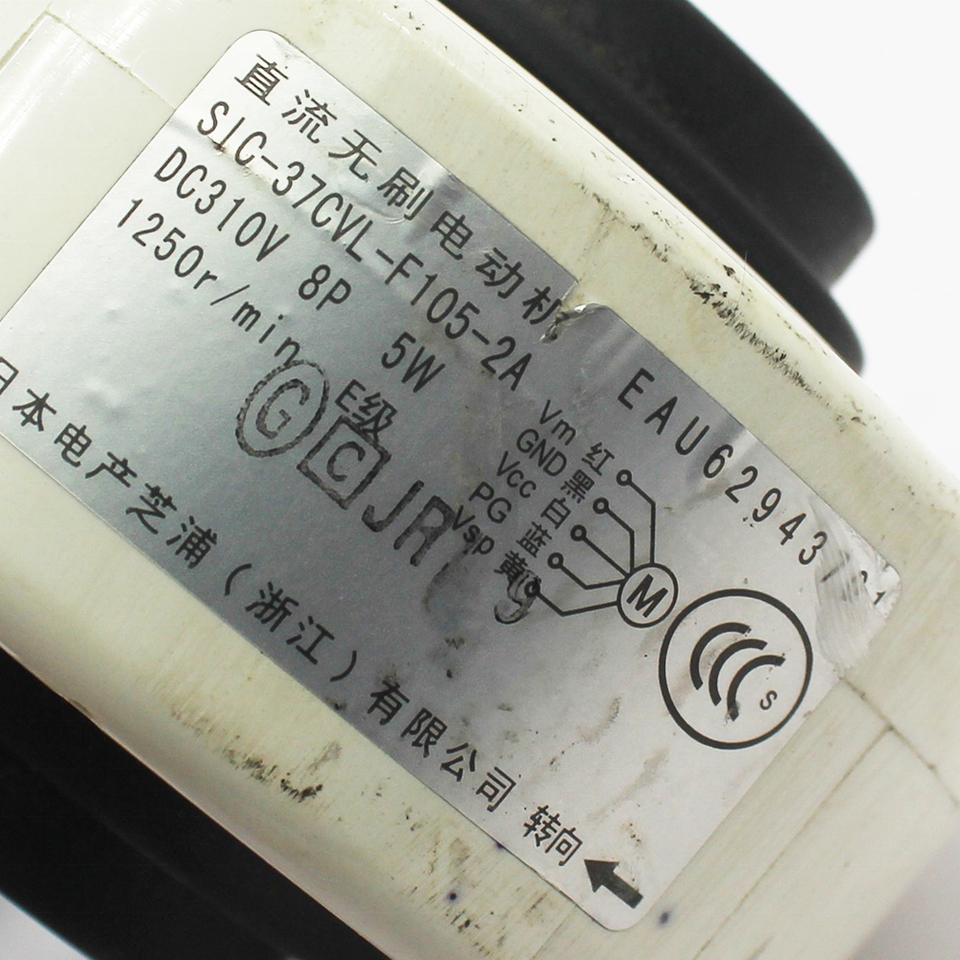 直流无刷电动机
SIC-37CVL-F105-2A
DC310V 8P 5W
1250r/min E级
G C JR
日本电产芝浦(浙江)有限公司
EAU62943
Vm 红
GND 黑
Vcc 白
PG 蓝
Vsp 黄
M
CCC S
转向